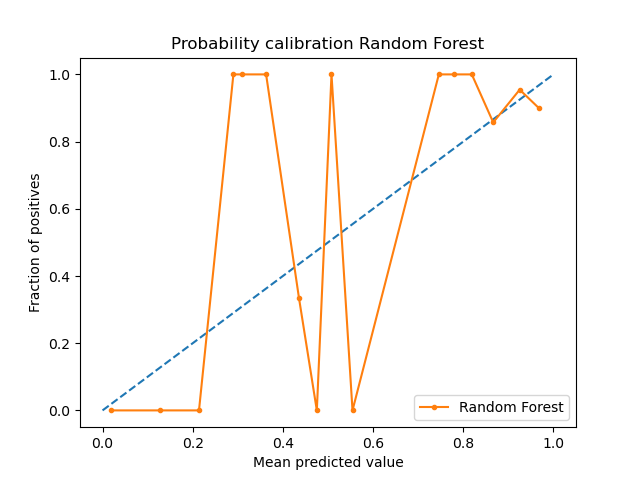 Probability calibration Random Forest
1.0
0.8
0.6
0.4
0.2
0.0
Fraction of positives
Random Forest
0.0 0.2 0.4 0.6 0.8 1.0
Mean predicted value